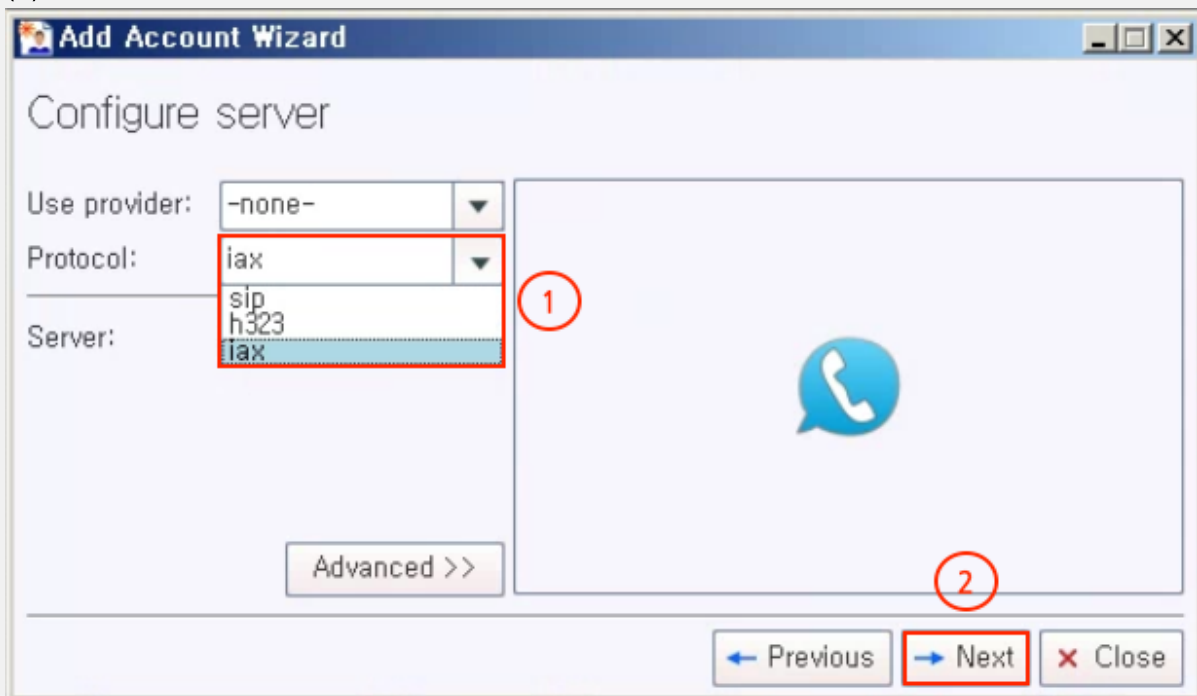 Add Account Wizard
Configure server
Use provider: -none-
Protocol: iax
sip
h323
iax
Server:
1
Advanced >>
2
← Previous → Next × Close